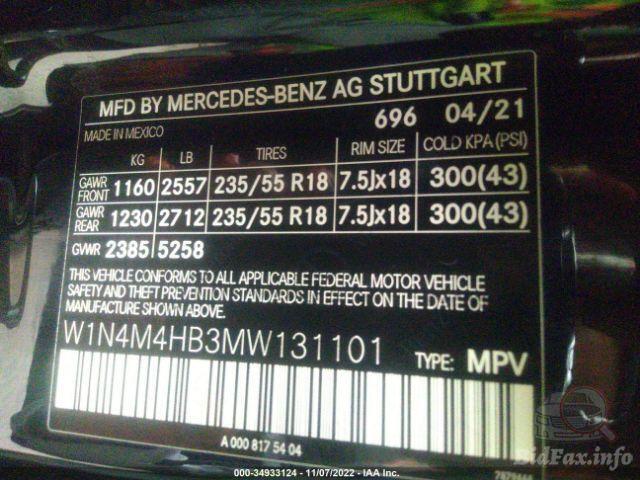 MFD BY MERCEDES-BENZ AG STUTTGART
696 04/21
MADE IN MEXICO
KG LB TIRES RIM SIZE COLD KPA (PSI)
GAWR FRONT 1160 2557 235/55 R18 7.5Jx18 300(43)
GAWR REAR 1230 2712 235/55 R18 7.5Jx18 300(43)
GVWR 2385 5258
THIS VEHICLE CONFORMS TO ALL APPLICABLE FEDERAL MOTOR VEHICLE
SAFETY AND THEFT PREVENTION STANDARDS IN EFFECT ON THE DATE OF
MANUFACTURE SHOWN ABOVE.
W1N4M4HB3MW131101
TYPE: MPV
A 000 817 54 04
BidFax.info
000-34933124 - 11/07/2022 - IAA Inc.